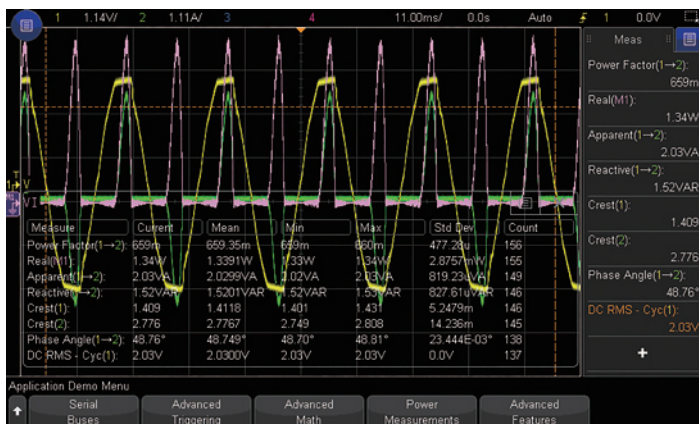 1 1.14V/ 2 1.11A/ 3 4 11.00ms/ 0.0s Auto 1 0.0V
Meas
Power Factor(1→2):
659m
Real(M1):
1.34W
Apparent(1→2):
2.03VA
Reactive(1→2):
1.52VAR
Crest(1):
1.409
Crest(2):
2.776
Phase Angle(1→2):
48.76°
DC RMS - Cyc(1):
2.03V
Measure Current Mean Min Max Std Dev Count
Power Factor(1→2): 659m 659.35m 659m 660m 477.28u 156
Real(M1): 1.34W 1.3391W 1.33W 1.34W 2.8757mW 155
Apparent(1→2): 2.03VA 2.0299VA 2.02VA 2.03VA 149
Reactive(1→2): 1.52VAR 1.5201VAR 1.52VAR 1.53VAR 827.61uVAR 146
Crest(1): 1.409 1.4118 1.401 1.431 5.2479m 146
Crest(2): 2.776 2.7767 2.749 2.808 14.236m 145
Phase Angle(1→2): 48.76° 48.749° 48.70° 48.81° 23.444E-03° 138
DC RMS - Cyc(1): 2.03V 2.0300V 2.03V 2.03V 0.0V 137
Application Demo Menu
Serial Buses
Advanced Triggering
Advanced Math
Power Measurements
Advanced Features